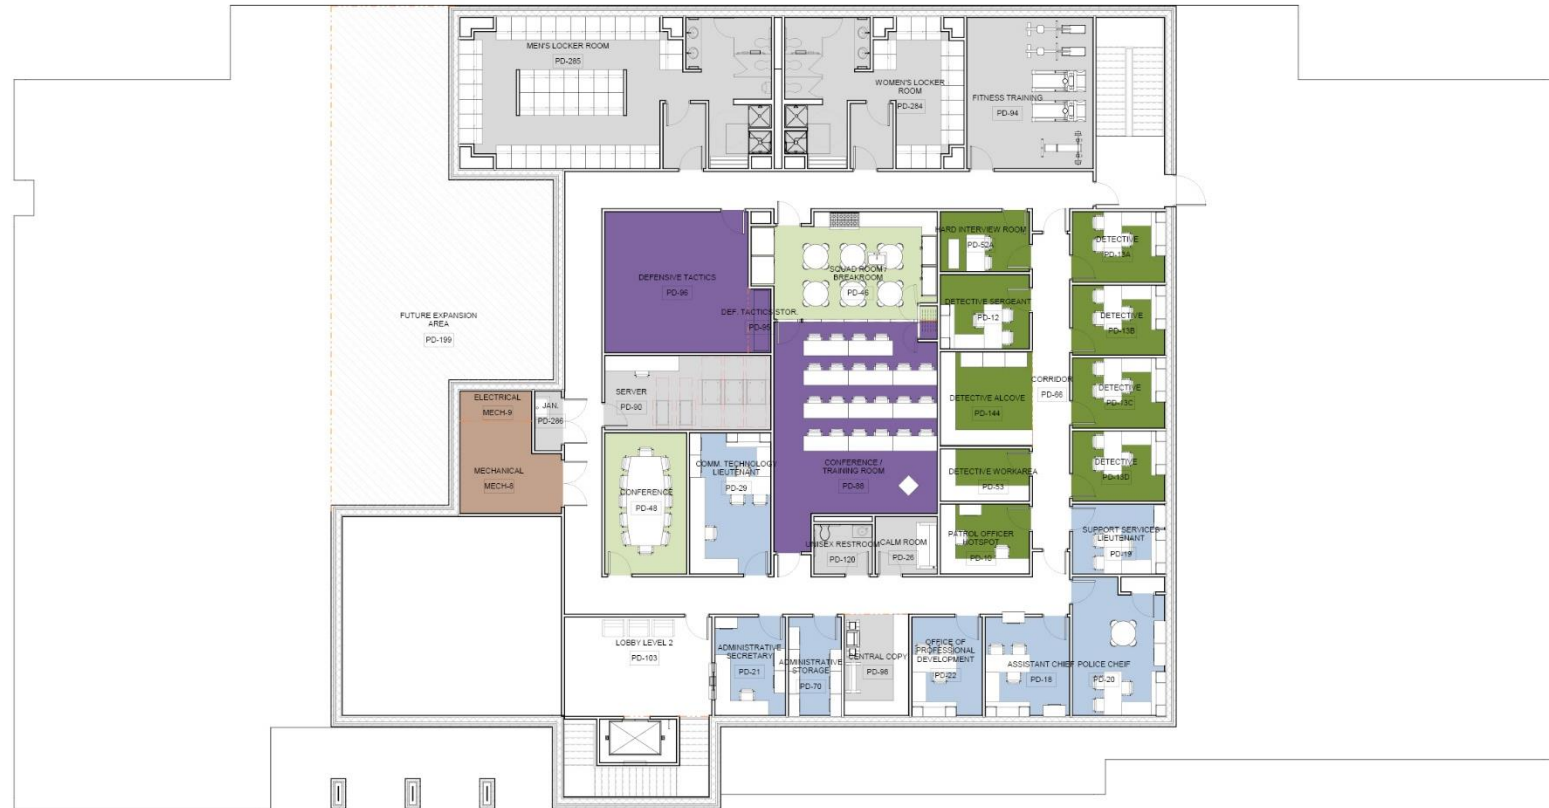 MEN'S LOCKER ROOM
PD-285
WOMEN'S LOCKER
ROOM
PD-284
FITNESS TRAINING
PD-94
DEFENSIVE TACTICS
PD-96
DEF. TACTICS STOR.
PD-95
SQUAD ROOM /
BREAKROOM
PD-46
HARD INTERVIEW ROOM
PD-52A
DETECTIVE
PD-13A
DETECTIVE SERGEANT
PD-12
DETECTIVE
PD-13B
FUTURE EXPANSION
AREA
PD-199
SERVER
PD-90
CORRIDOR
PD-66
DETECTIVE ALCOVE
PD-144
DETECTIVE
PD-13C
ELECTRICAL
MECH-9
JAN.
PD-286
MECHANICAL
MECH-8
CONFERENCE
PD-48
COMM. TECHNOLOGY
LIEUTENANT
PD-29
CONFERENCE /
TRAINING ROOM
PD-88
DETECTIVE WORKAREA
PD-53
DETECTIVE
PD-13D
UNISEX RESTROOM
PD-120
CALM ROOM
PD-26
PATROL OFFICER
HOTSPOT
PD-10
SUPPORT SERVICES
LIEUTENANT
PD-19
LOBBY LEVEL 2
PD-103
ADMINISTRATIVE
SECRETARY
PD-21
ADMINISTRATIVE
STORAGE
PD-70
CENTRAL COPY
PD-98
OFFICE OF
PROFESSIONAL
DEVELOPMENT
PD-22
ASSISTANT CHIEF
PD-18
POLICE CHEIF
PD-20